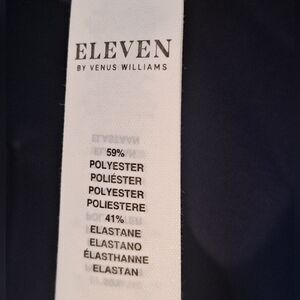 ELEVEN
BY VENUS WILLIAMS
59%
POLYESTER
POLIÉSTER
POLYESTER
POLIESTERE
41%
ELASTANE
ELASTANO
ÉLASTHANNE
ELASTAN